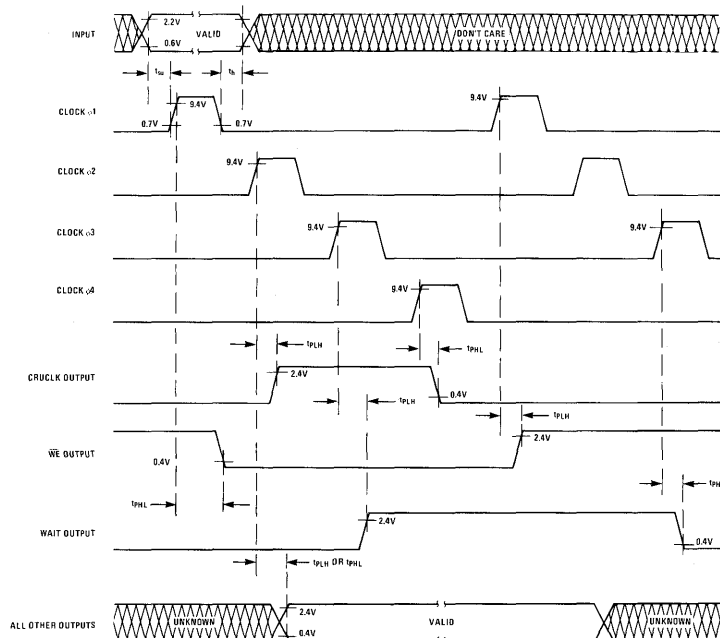 INPUT
2.2V
0.6V
VALID
DON'T CARE
tsu
th
CLOCK φ1
9.4V
0.7V
0.7V
9.4V
CLOCK φ2
9.4V
CLOCK φ3
9.4V
9.4V
CLOCK φ4
9.4V
tPLH
tPHL
CRUCLK OUTPUT
2.4V
0.4V
tPLH
tPLH
WE OUTPUT
0.4V
2.4V
tPHL
tPH
WAIT OUTPUT
2.4V
0.4V
tPLH OR tPHL
ALL OTHER OUTPUTS
UNKNOWN
2.4V
0.4V
VALID
UNKNOWN